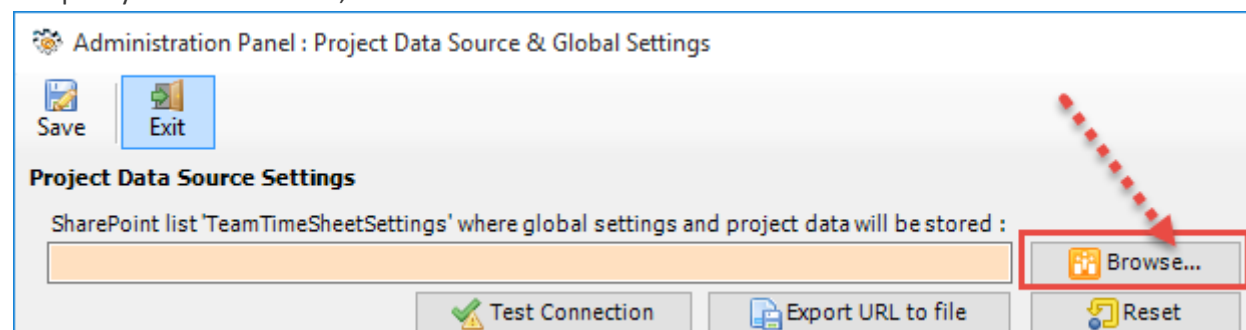 Administration Panel : Project Data Source & Global Settings
Save Exit
Project Data Source Settings
SharePoint list 'TeamTimeSheetSettings' where global settings and project data will be stored :
Browse...
Test Connection Export URL to file Reset